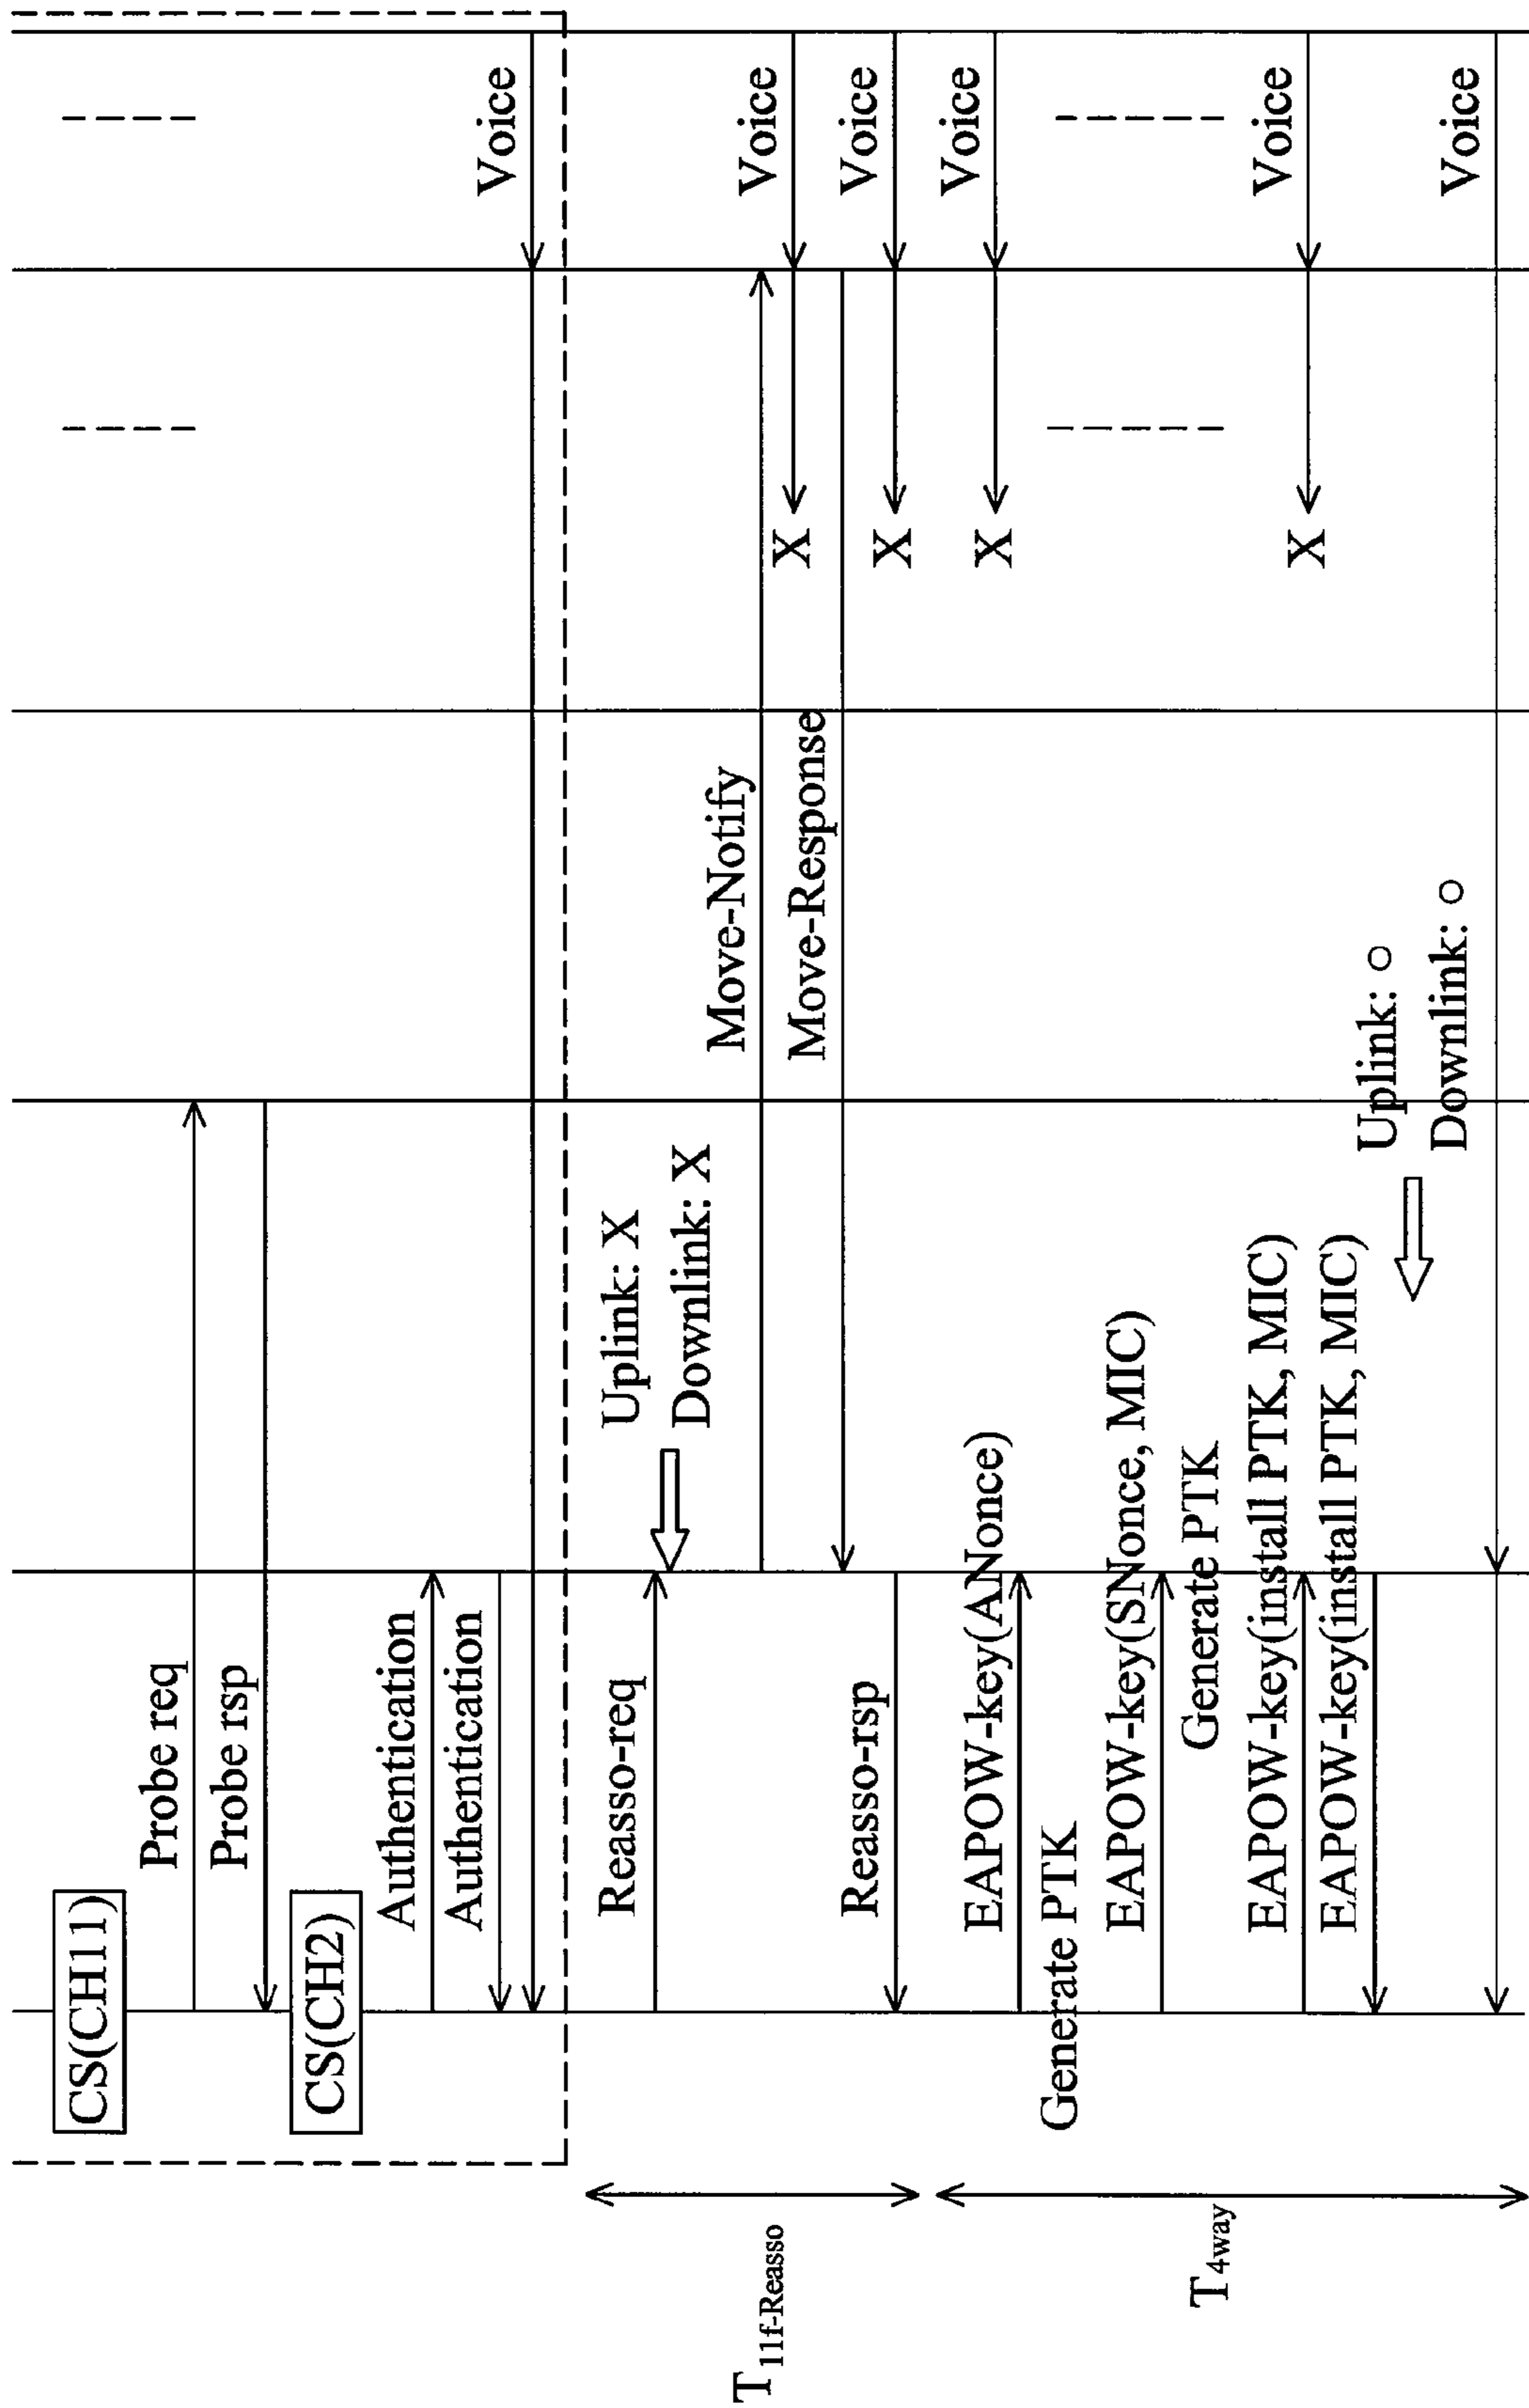 CS(CH11)
Probe req
Probe rsp
CS(CH2)
Authentication
Authentication
Voice
Reasso-req
Uplink: X
Downlink: X
Move-Notify
Voice
X
Move-Response
Reasso-rsp
Voice
X
EAPOW-key(ANonce)
Voice
X
Generate PTK
EAPOW-key(SNonce, MIC)
Generate PTK
EAPOW-key(install PTK, MIC)
Voice
X
EAPOW-key(install PTK, MIC)
Uplink: ○
Downlink: ○
Voice
T 11f-Reasso
T 4way